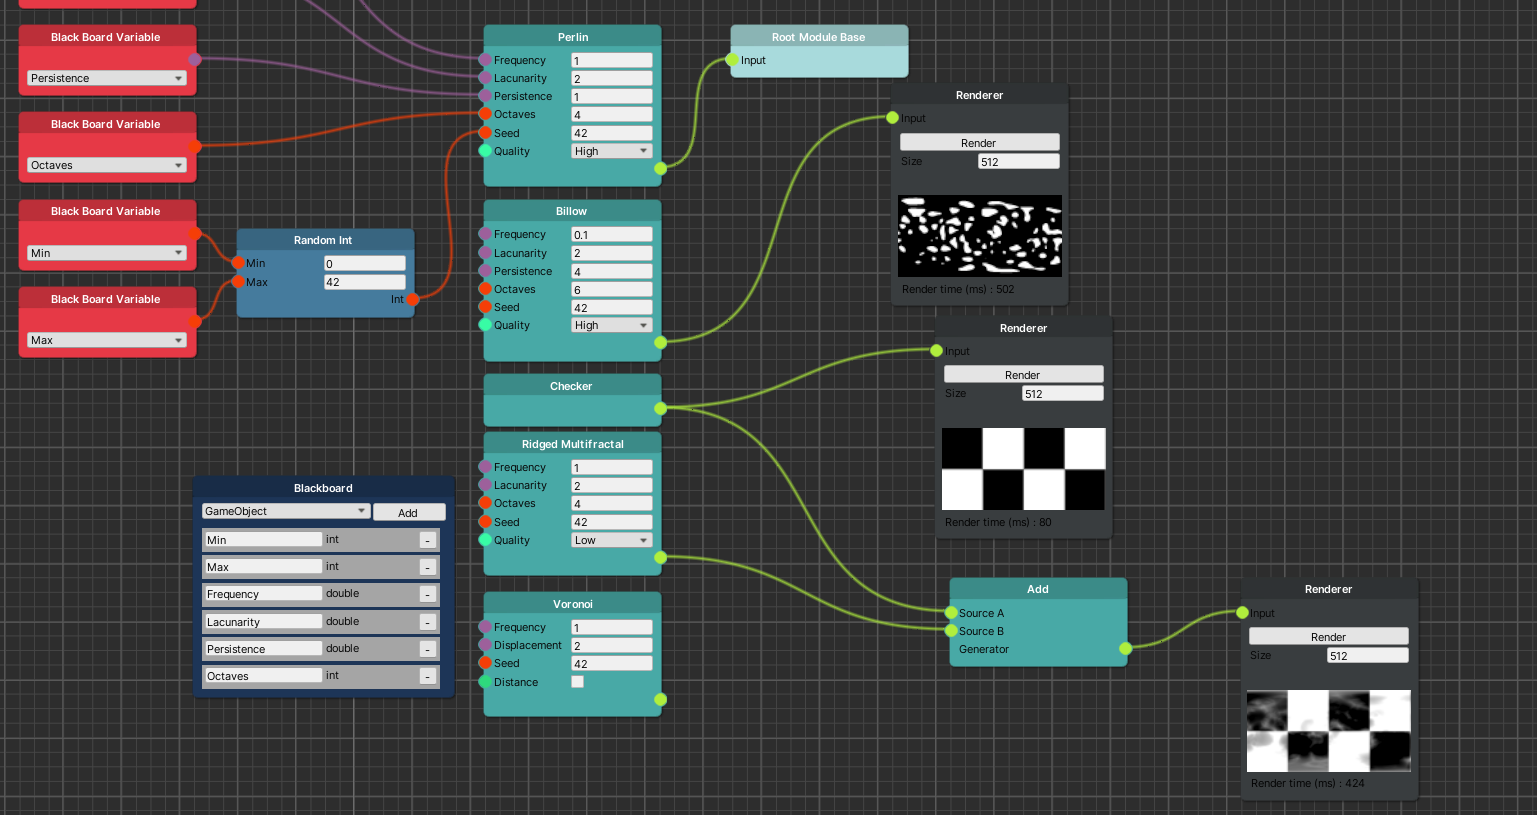 Black Board Variable
Persistence
Black Board Variable
Octaves
Black Board Variable
Min
Black Board Variable
Max
Random Int
Min 0
Max 42
Int
Blackboard
GameObject Add
Min int -
Max int -
Frequency double -
Lacunarity double -
Persistence double -
Octaves int -
Perlin
Frequency 1
Lacunarity 2
Persistence 1
Octaves 4
Seed 42
Quality High
Billow
Frequency 0.1
Lacunarity 2
Persistence 4
Octaves 6
Seed 42
Quality High
Checker
Ridged Multifractal
Frequency 1
Lacunarity 2
Octaves 4
Seed 42
Quality Low
Voronoi
Frequency 1
Displacement 2
Seed 42
Distance
Root Module Base
Input
Renderer
Input
Render
Size 512
Render time (ms) : 502
Renderer
Input
Render
Size 512
Render time (ms) : 80
Add
Source A
Source B
Generator
Renderer
Input
Render
Size 512
Render time (ms) : 424